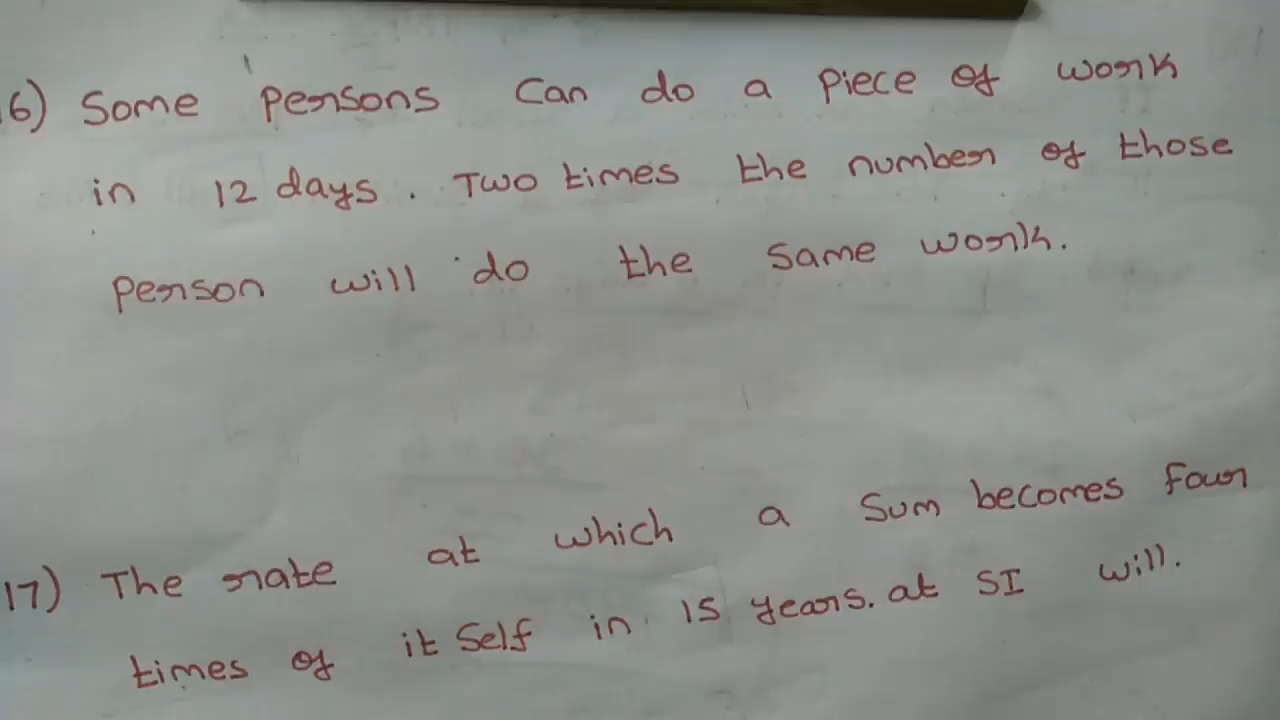 16) Some persons can do a piece of work
in 12 days. Two times the number of those
person will do the same work.
17) The rate at which a sum becomes four
times of it self in 15 years. at SI will.